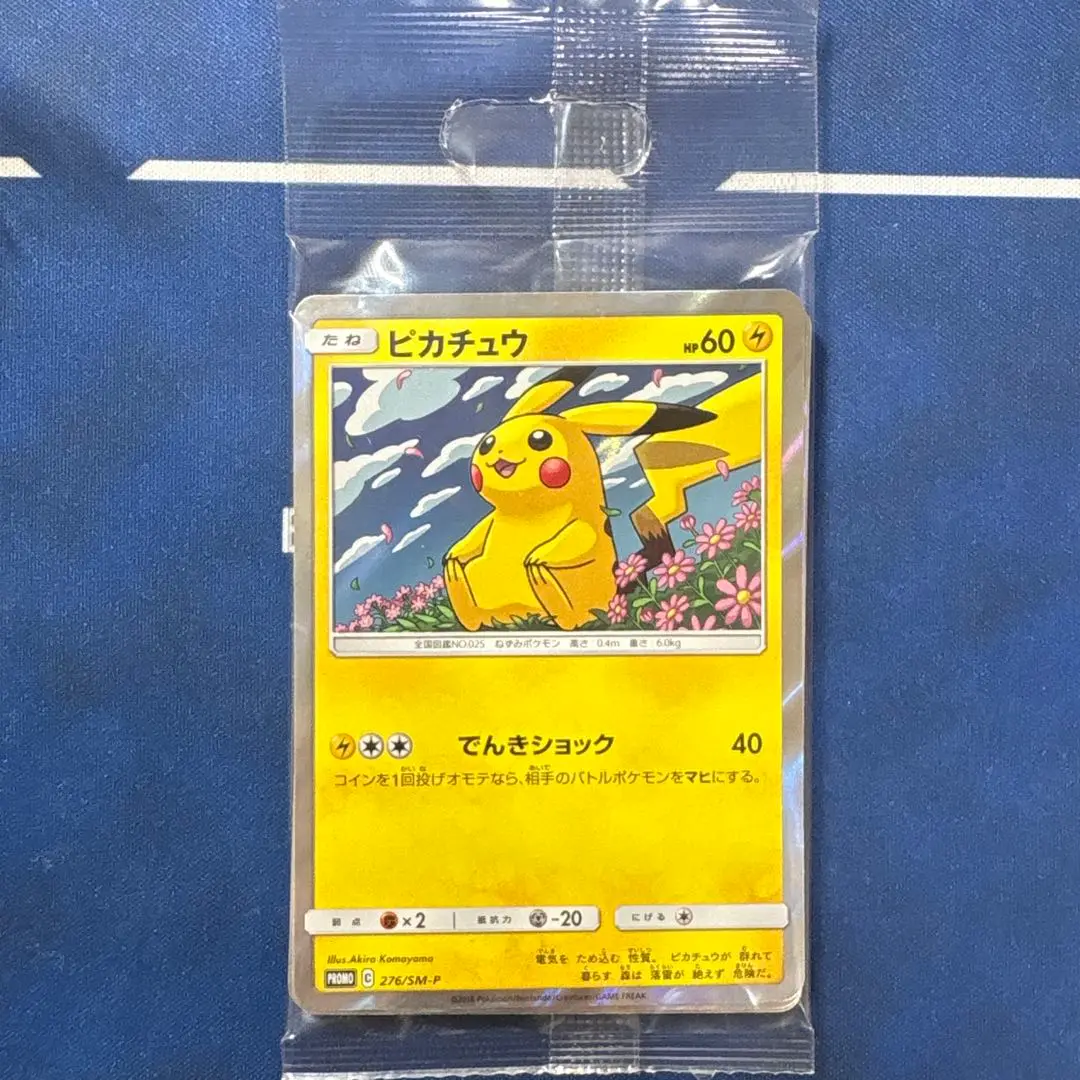 たね ピカチュウ HP60
全国図鑑NO.025 ねずみポケモン 高さ 0.4m 重さ 6.0kg
でんきショック 40
コインを1回投げオモテなら、相手のバトルポケモンをマヒにする。
弱点 ×2 抵抗力 -20 にげる
Illus.Akira Komayama
電気を ため込む 性質。 ピカチュウが 群れて
暮らす 森は 落雷が 絶えず 危険だ。
PROMO C 276/SM-P
©2018 Pokémon/Nintendo/Creatures/GAME FREAK